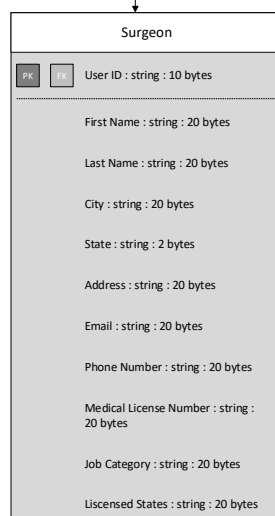 Surgeon
PK FK User ID : string : 10 bytes
First Name : string : 20 bytes
Last Name : string : 20 bytes
City : string : 20 bytes
State : string : 2 bytes
Address : string : 20 bytes
Email : string : 20 bytes
Phone Number : string : 20 bytes
Medical License Number : string :
20 bytes
Job Category : string : 20 bytes
Liscensed States : string : 20 bytes